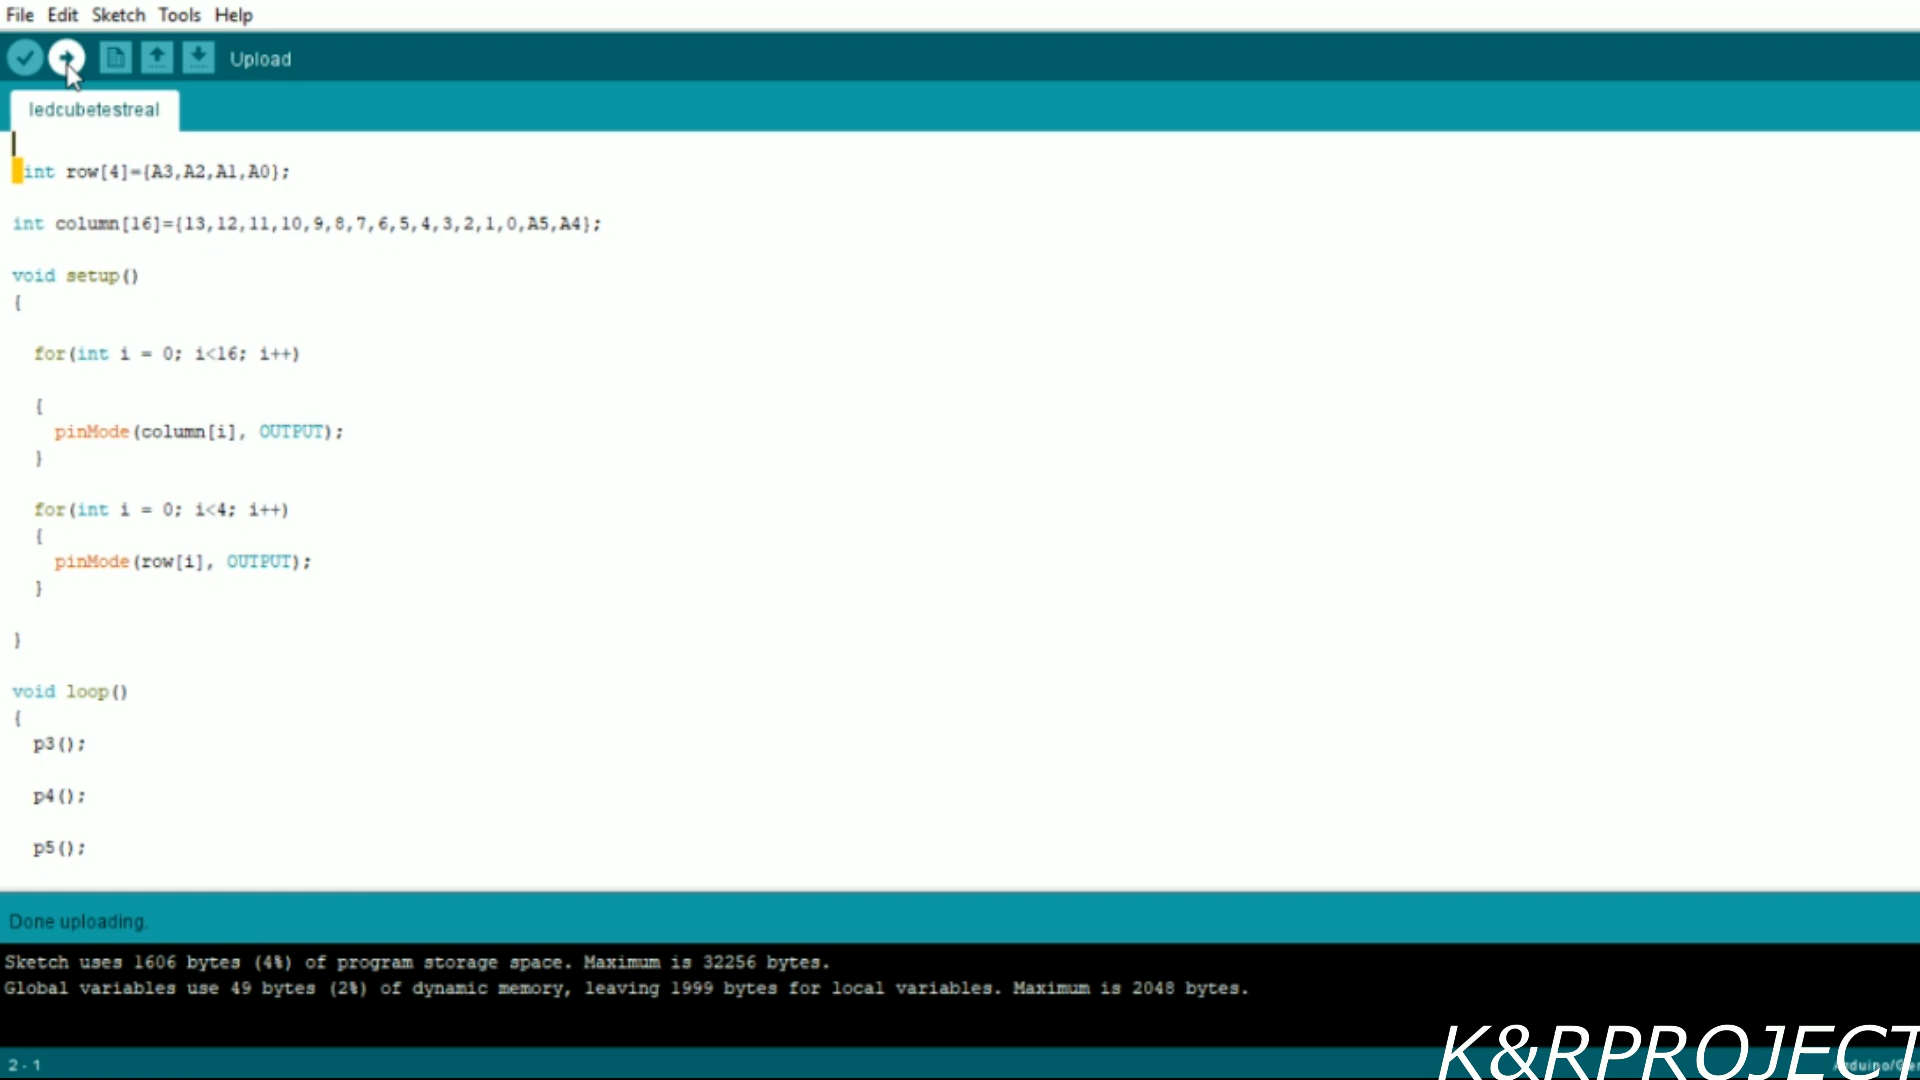 File Edit Sketch Tools Help
Upload
ledcubetestreal
int row[4]={A3,A2,A1,A0};
int column[16]={13,12,11,10,9,8,7,6,5,4,3,2,1,0,A5,A4};
void setup()
{
for(int i = 0; i<16; i++)
{
pinMode(column[i], OUTPUT);
}
for(int i = 0; i<4; i++)
{
pinMode(row[i], OUTPUT);
}
}
void loop()
{
p3();
p4();
p5();
Done uploading.
Sketch uses 1606 bytes (4%) of program storage space. Maximum is 32256 bytes.
Global variables use 49 bytes (2%) of dynamic memory, leaving 1999 bytes for local variables. Maximum is 2048 bytes.
K&RPROJECT
2 - 1